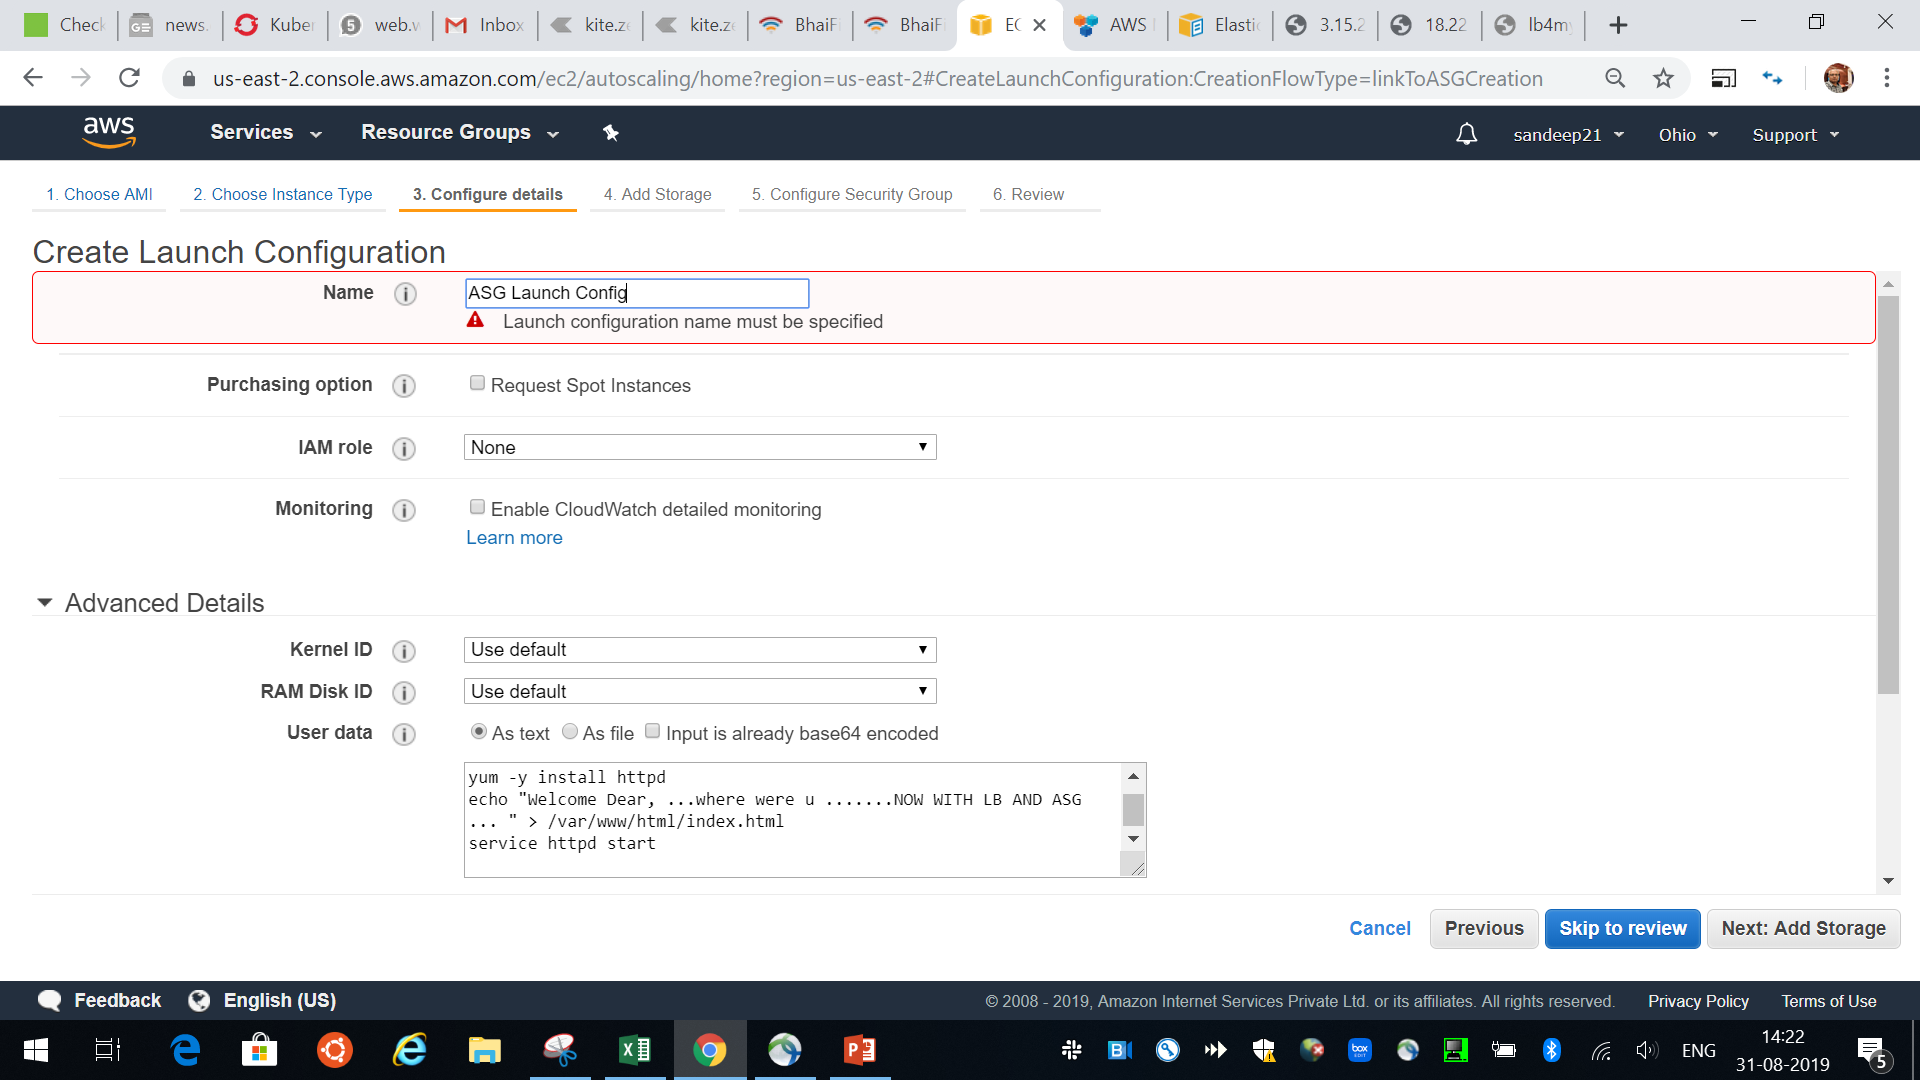 Check
news.
Kuber
web.w
Inbox
kite.ze
kite.ze
BhaiFi
BhaiFi
EC
AWS
Elastic
3.15.2
18.22
lb4my
us-east-2.console.aws.amazon.com/ec2/autoscaling/home?region=us-east-2#CreateLaunchConfiguration:CreationFlowType=linkToASGCreation
aws
Services
Resource Groups
sandeep21
Ohio
Support
1. Choose AMI
2. Choose Instance Type
3. Configure details
4. Add Storage
5. Configure Security Group
6. Review
Create Launch Configuration
Name
ASG Launch Config
Launch configuration name must be specified
Purchasing option
Request Spot Instances
IAM role
None
Monitoring
Enable CloudWatch detailed monitoring
Learn more
Advanced Details
Kernel ID
Use default
RAM Disk ID
Use default
User data
As text
As file
Input is already base64 encoded
yum -y install httpd
echo "Welcome Dear, ...where were u .......NOW WITH LB AND ASG
... " > /var/www/html/index.html
service httpd start
Cancel
Previous
Skip to review
Next: Add Storage
Feedback
English (US)
© 2008 - 2019, Amazon Internet Services Private Ltd. or its affiliates. All rights reserved.
Privacy Policy
Terms of Use
ENG
14:22
31-08-2019
5